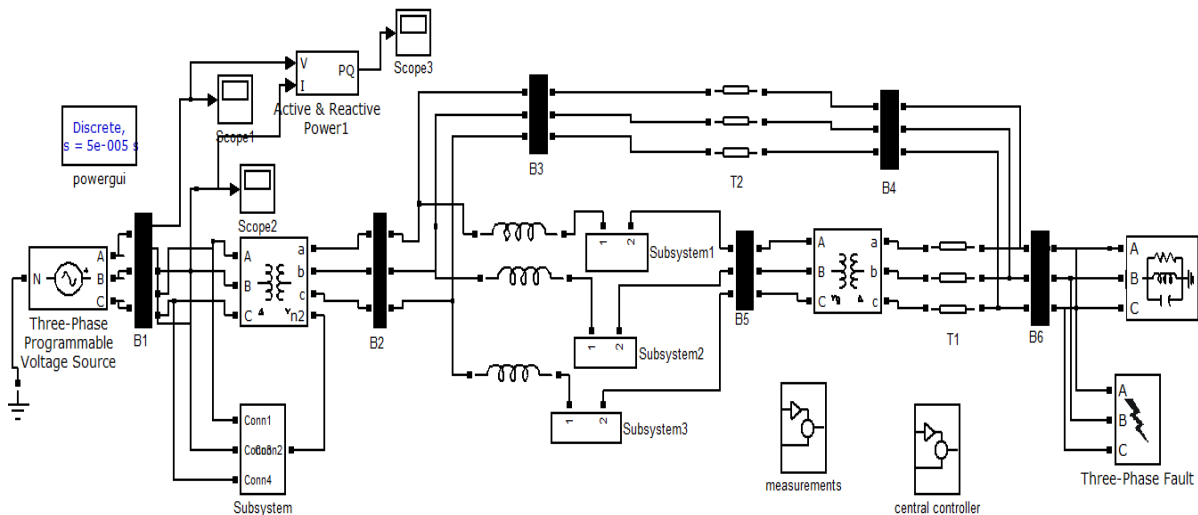 V
I
PQ
Scope3
Active & Reactive
Power1
Scope1
Discrete,
s = 5e-005 s
powergui
Scope2
B3
T2
B4
N
A
B
C
Three-Phase
Programmable
Voltage Source
B1
A
B
C
a
b
c
n2
B2
1
2
Subsystem1
1
2
Subsystem2
1
2
Subsystem3
B5
A
B
C
a
b
c
T1
B6
A
B
C
A
B
C
Three-Phase Fault
Conn1
Conn2
Conn4
Subsystem
measurements
central controller